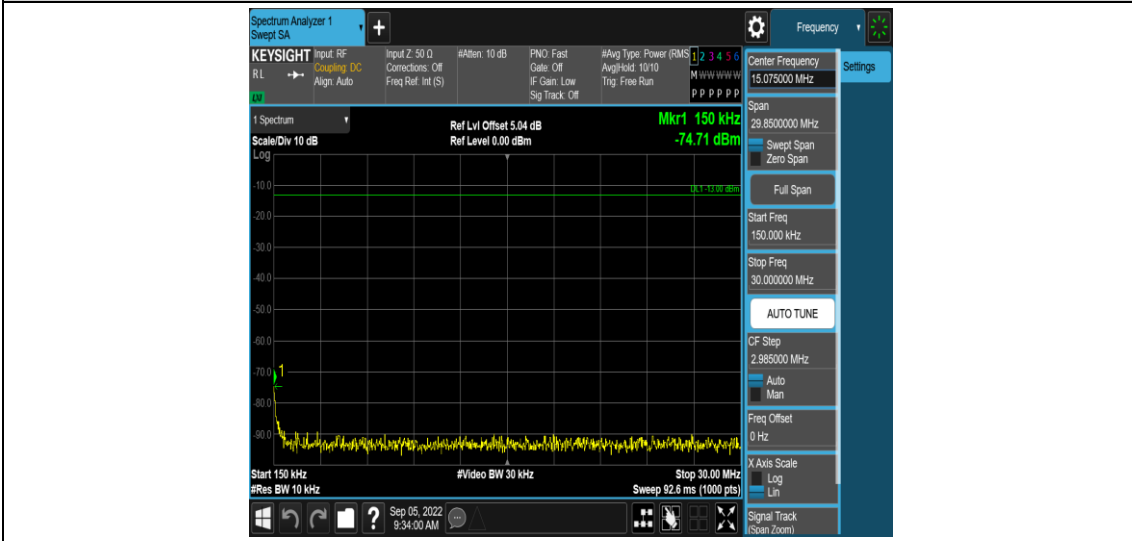 Spectrum Analyzer 1
Swept SA
+
Frequency
KEYSIGHT
RL
LXI
Input: RF
Coupling: DC
Align: Auto
Input Z: 50 Ω
Corrections: Off
Freq Ref: Int (S)
#Atten: 10 dB
PNO: Fast
Gate: Off
IF Gain: Low
Sig Track: Off
#Avg Type: Power (RMS
Avg|Hold: 10/10
Trig: Free Run
1 2 3 4 5 6
M W W W W W
P P P P P P
1 Spectrum
Scale/Div 10 dB
Log
Ref Lvl Offset 5.04 dB
Ref Level 0.00 dBm
Mkr1 150 kHz
-74.71 dBm
DL1 -13.00 dBm
-10.0
-20.0
-30.0
-40.0
-50.0
-60.0
-70.0
1
-80.0
-90.0
Start 150 kHz
#Res BW 10 kHz
#Video BW 30 kHz
Stop 30.00 MHz
Sweep 92.6 ms (1000 pts)
Center Frequency
15.075000 MHz
Span
29.8500000 MHz
Swept Span
Zero Span
Full Span
Start Freq
150.000 kHz
Stop Freq
30.000000 MHz
AUTO TUNE
CF Step
2.985000 MHz
Auto
Man
Freq Offset
0 Hz
X Axis Scale
Log
Lin
Signal Track
(Span Zoom)
Settings
?
Sep 05, 2022
9:34:00 AM